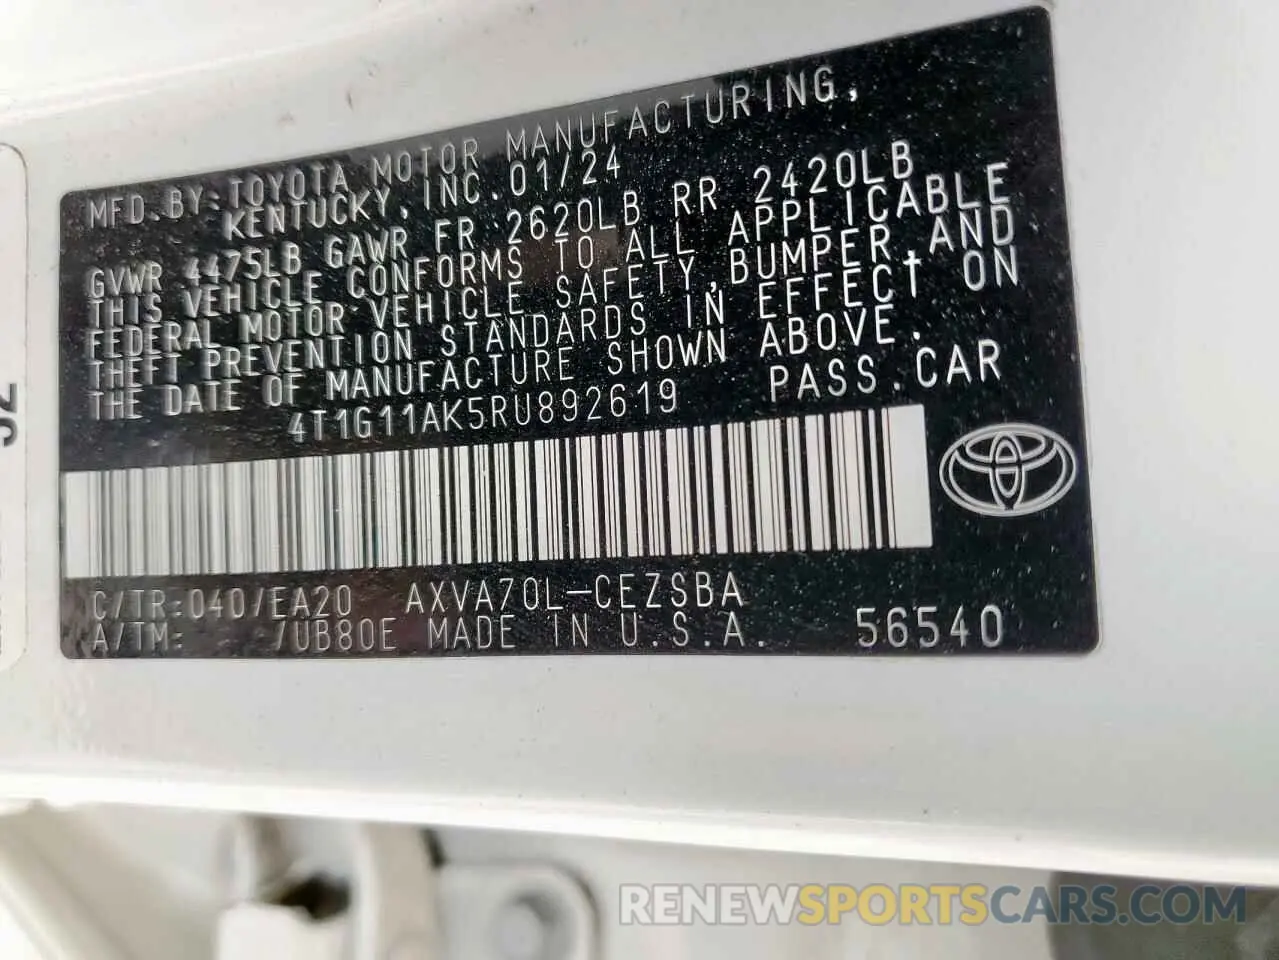 MFD.BY:TOYOTA MOTOR MANUFACTURING,
KENTUCKY, INC.01/24
GVWR 4475LB GAWR FR 2620LB RR 2420LB
THIS VEHICLE CONFORMS TO ALL APPLICABLE
FEDERAL MOTOR VEHICLE SAFETY,BUMPER,AND
THEFT PREVENTION STANDARDS IN EFFECT ON
THE DATE OF MANUFACTURE SHOWN ABOVE.
4T1G11AK5RU892619 PASS.CAR
C/TR:040/EA20 AXVA70L-CEZSBA
A/TM: /UB80E MADE IN U.S.A. 56540
52
RENEWSPORTSCARS.COM